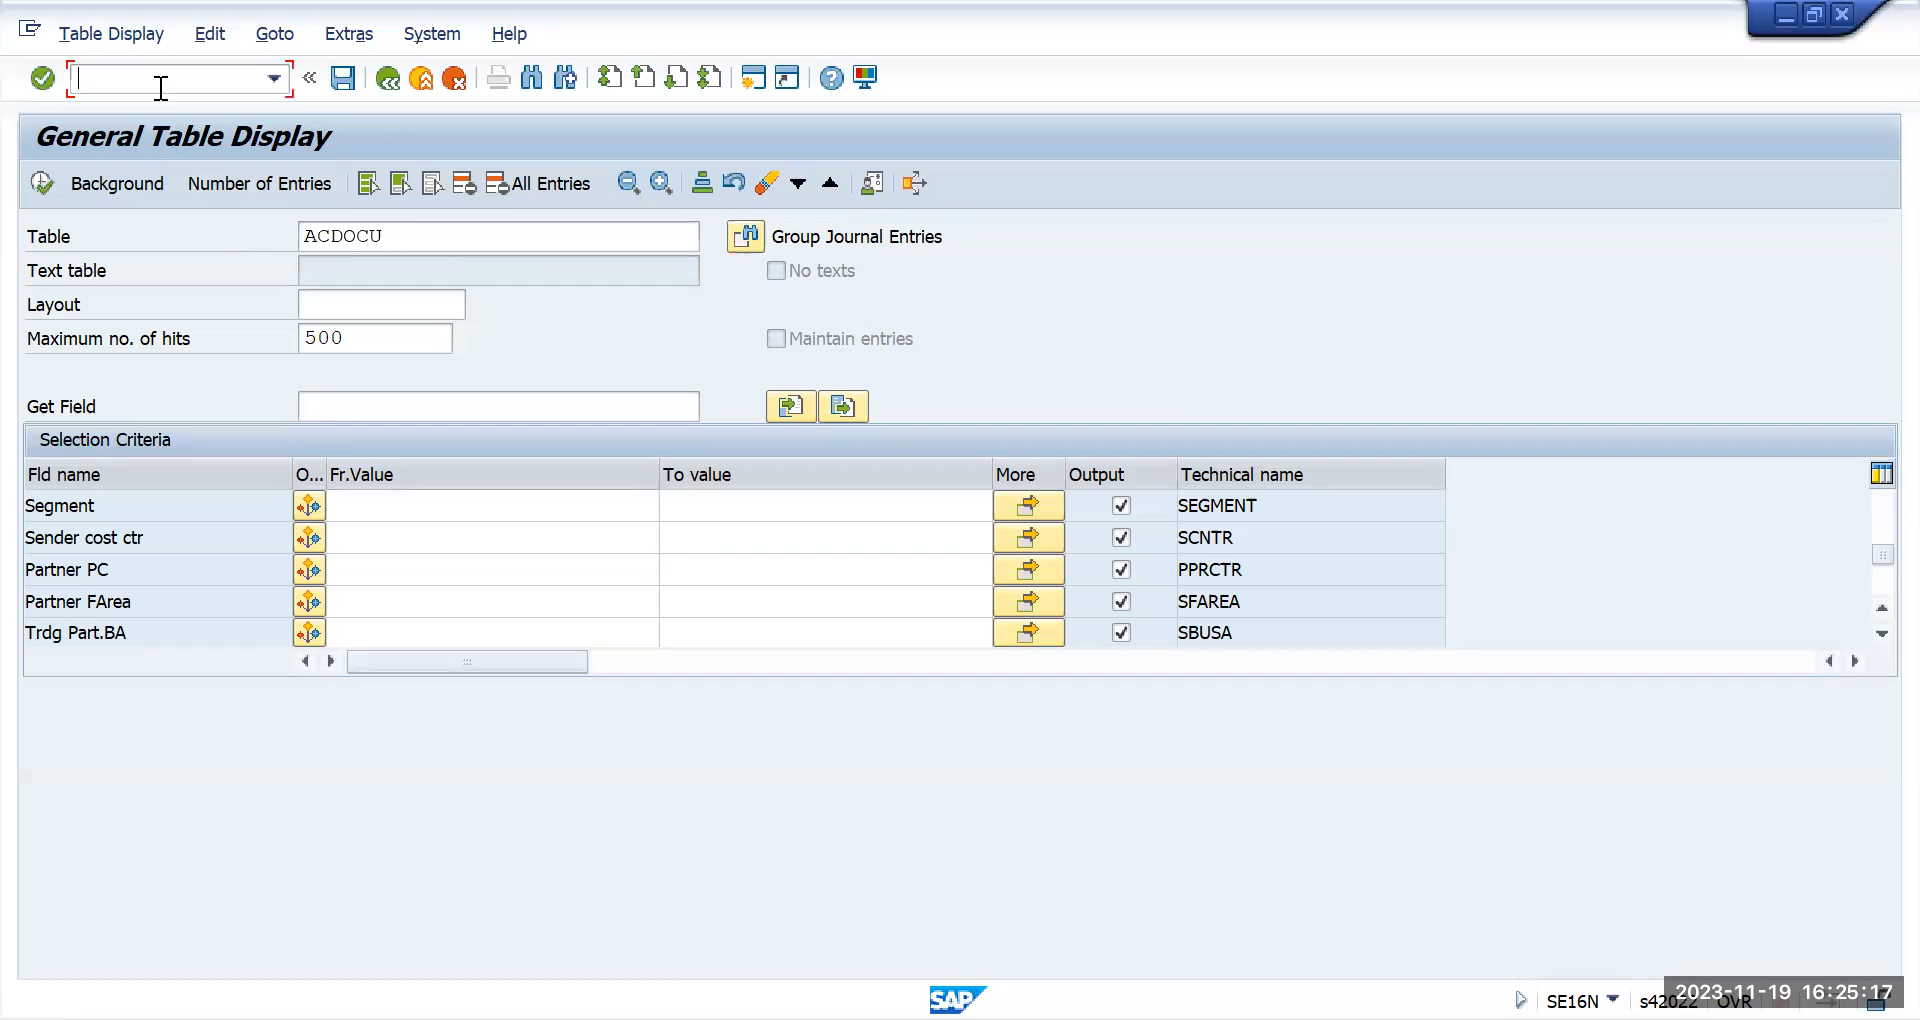 Table Display Edit Goto Extras System Help
General Table Display
Background Number of Entries All Entries
Table ACDOCU Group Journal Entries
Text table No texts
Layout
Maximum no. of hits 500 Maintain entries
Get Field
Selection Criteria
Fld name O... Fr.Value To value More Output Technical name
Segment SEGMENT
Sender cost ctr SCNTR
Partner PC PPRCTR
Partner FArea SFAREA
Trdg Part.BA SBUSA
SAP SE16N s42022 OVR
2023-11-19 16:25:17